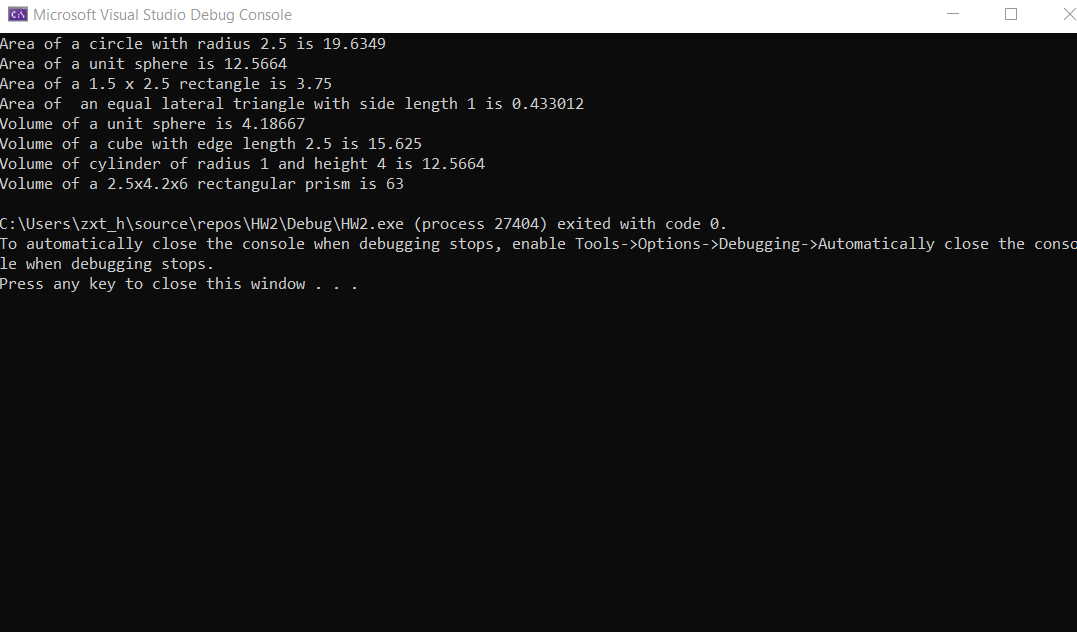 Microsoft Visual Studio Debug Console
Area of a circle with radius 2.5 is 19.6349
Area of a unit sphere is 12.5664
Area of a 1.5 x 2.5 rectangle is 3.75
Area of  an equal lateral triangle with side length 1 is 0.433012
Volume of a unit sphere is 4.18667
Volume of a cube with edge length 2.5 is 15.625
Volume of cylinder of radius 1 and height 4 is 12.5664
Volume of a 2.5x4.2x6 rectangular prism is 63
C:\Users\zxt_h\source\repos\HW2\Debug\HW2.exe (process 27404) exited with code 0.
To automatically close the console when debugging stops, enable Tools->Options->Debugging->Automatically close the conso
le when debugging stops.
Press any key to close this window . . .